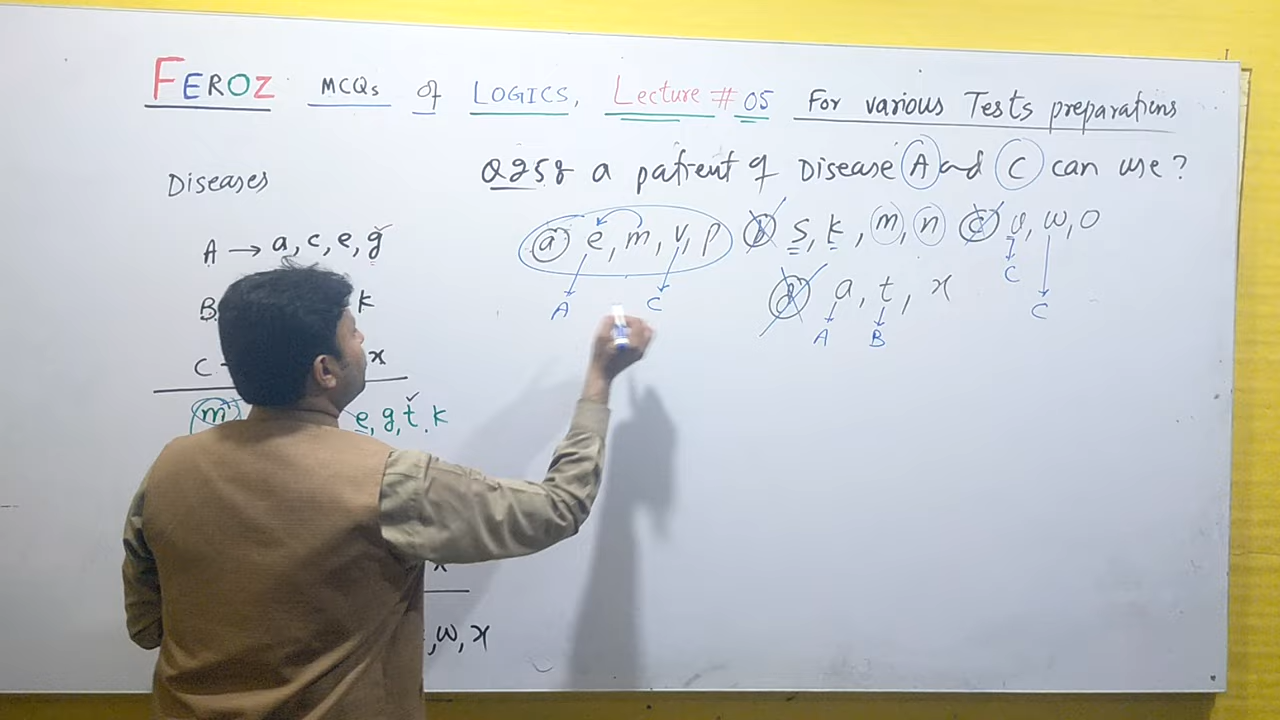 FEROZ MCQs of LOGICS, Lecture # 05 For various Tests preparations
Diseases
Q258 a patient of Disease A and C can use?
A → a, c, e, g
a e, m, v, p b s, k, m, n c v, w, o
C
A C C
B k
a, t, x
A B
C x
m e, g, t, k
x
, w, x